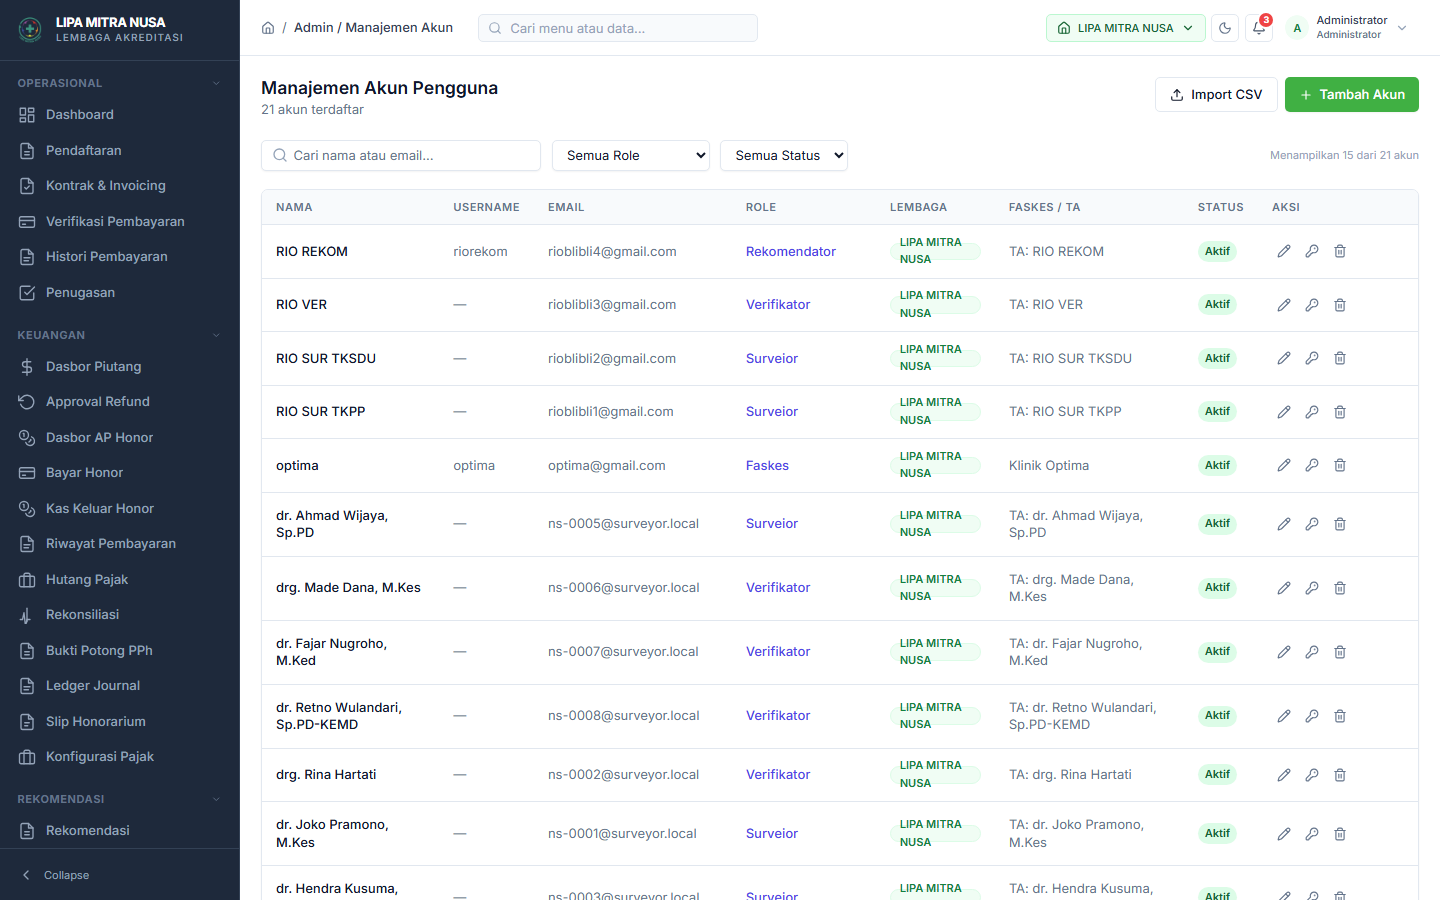 LIPA MITRA NUSA
LEMBAGA AKREDITASI
OPERASIONAL
Dashboard
Pendaftaran
Kontrak & Invoicing
Verifikasi Pembayaran
Histori Pembayaran
Penugasan
KEUANGAN
Dasbor Piutang
Approval Refund
Dasbor AP Honor
Bayar Honor
Kas Keluar Honor
Riwayat Pembayaran
Hutang Pajak
Rekonsiliasi
Bukti Potong PPh
Ledger Journal
Slip Honorarium
Konfigurasi Pajak
REKOMENDASI
Rekomendasi
Collapse
/ Admin / Manajemen Akun
Cari menu atau data...
LIPA MITRA NUSA
3
A
Administrator
Administrator
Manajemen Akun Pengguna
21 akun terdaftar
Import CSV
+ Tambah Akun
Cari nama atau email...
Semua Role
Semua Status
Menampilkan 15 dari 21 akun
NAMA USERNAME EMAIL ROLE LEMBAGA FASKES / TA STATUS AKSI
RIO REKOM riorekom rioblibli4@gmail.com Rekomendator LIPA MITRA NUSA TA: RIO REKOM Aktif
RIO VER — rioblibli3@gmail.com Verifikator LIPA MITRA NUSA TA: RIO VER Aktif
RIO SUR TKSDU — rioblibli2@gmail.com Surveior LIPA MITRA NUSA TA: RIO SUR TKSDU Aktif
RIO SUR TKPP — rioblibli1@gmail.com Surveior LIPA MITRA NUSA TA: RIO SUR TKPP Aktif
optima optima optima@gmail.com Faskes LIPA MITRA NUSA Klinik Optima Aktif
dr. Ahmad Wijaya, Sp.PD — ns-0005@surveyor.local Surveior LIPA MITRA NUSA TA: dr. Ahmad Wijaya, Sp.PD Aktif
drg. Made Dana, M.Kes — ns-0006@surveyor.local Verifikator LIPA MITRA NUSA TA: drg. Made Dana, M.Kes Aktif
dr. Fajar Nugroho, M.Ked — ns-0007@surveyor.local Verifikator LIPA MITRA NUSA TA: dr. Fajar Nugroho, M.Ked Aktif
dr. Retno Wulandari, Sp.PD-KEMD — ns-0008@surveyor.local Verifikator LIPA MITRA NUSA TA: dr. Retno Wulandari, Sp.PD-KEMD Aktif
drg. Rina Hartati — ns-0002@surveyor.local Verifikator LIPA MITRA NUSA TA: drg. Rina Hartati Aktif
dr. Joko Pramono, M.Kes — ns-0001@surveyor.local Surveior LIPA MITRA NUSA TA: dr. Joko Pramono, M.Kes Aktif
dr. Hendra Kusuma, — ns-0003@surveyor.local Surveior LIPA MITRA TA: dr. Hendra Kusuma, Aktif